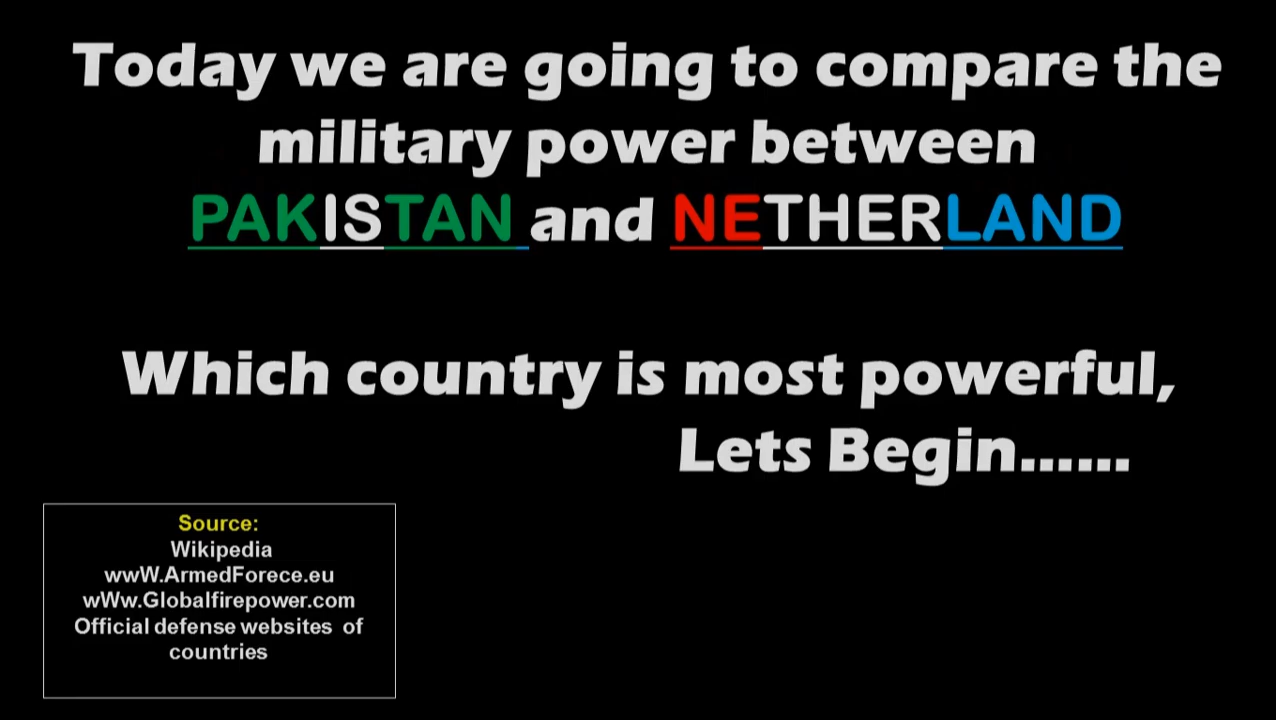 Today we are going to compare the
military power between
PAKISTAN and NETHERLAND
Which country is most powerful,
Lets Begin......
Source:
Wikipedia
wwW.ArmedForece.eu
wWw.Globalfirepower.com
Official defense websites of
countries